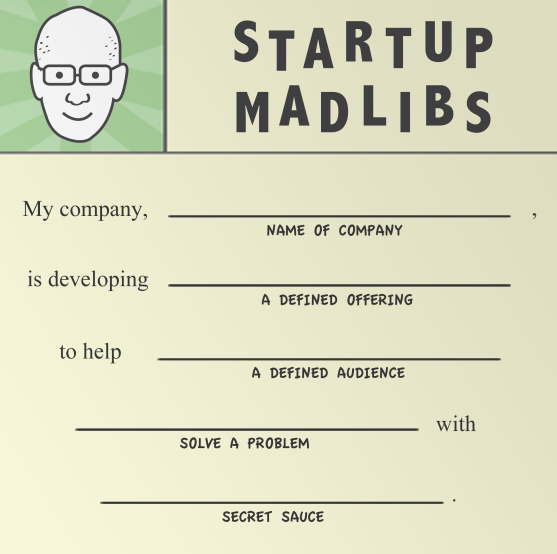 STARTUP
MADLIBS
My company, ,
NAME OF COMPANY
is developing
A DEFINED OFFERING
to help
A DEFINED AUDIENCE
with
SOLVE A PROBLEM
.
SECRET SAUCE